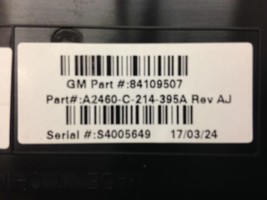 GM Part #:84109507
Part#:A2460-C-214-395A Rev AJ
Serial #:S4005649 17/03/24